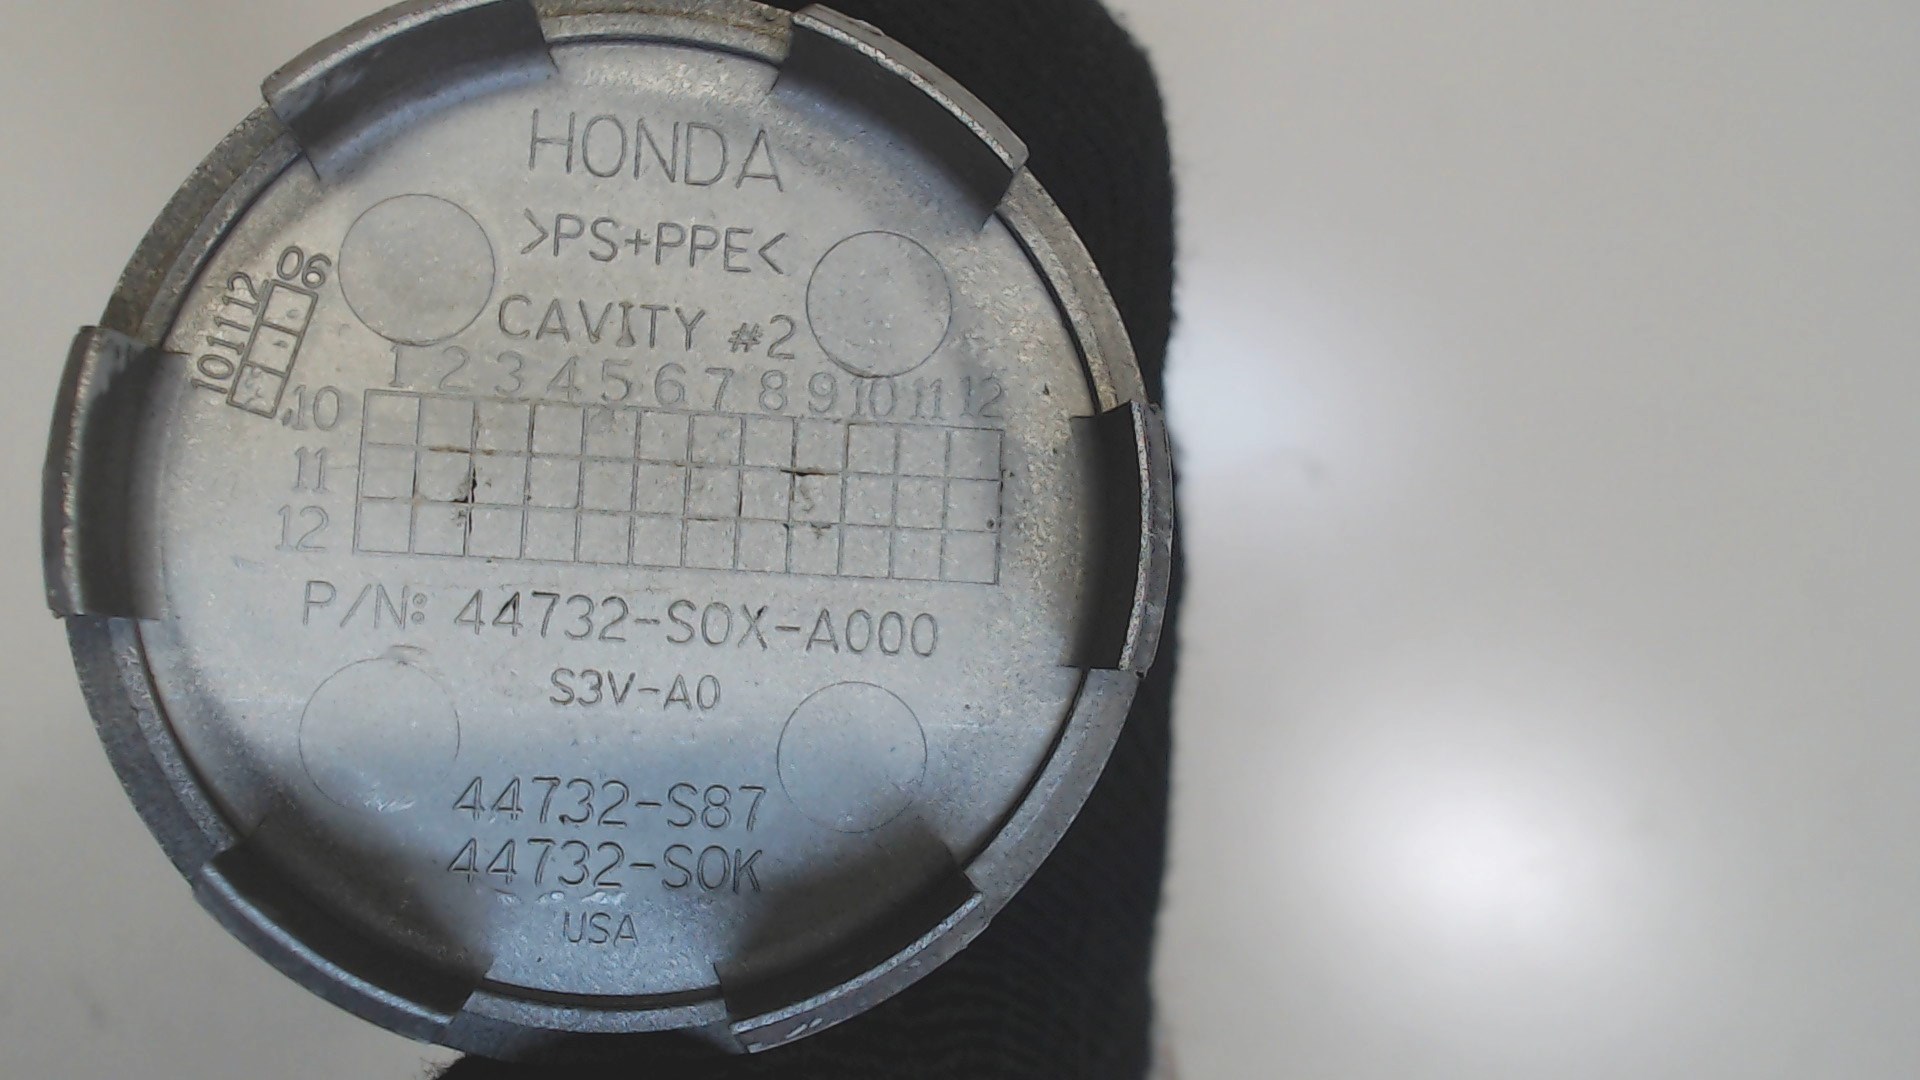 HONDA
>PS+PPE<
CAVITY #2
06
10 11 12
1 2 3 4 5 6 7 8 9 10 11 12
10
11
12
P/N: 44732-S0X-A000
S3V-A0
44732-S87
44732-S0K
USA